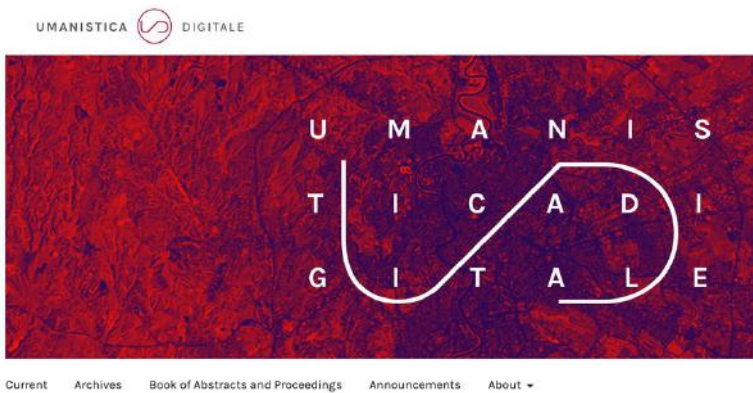 UMANISTICA DIGITALE
U M A N I S
T I C A D I
G I T A L E
Current Archives Book of Abstracts and Proceedings Announcements About